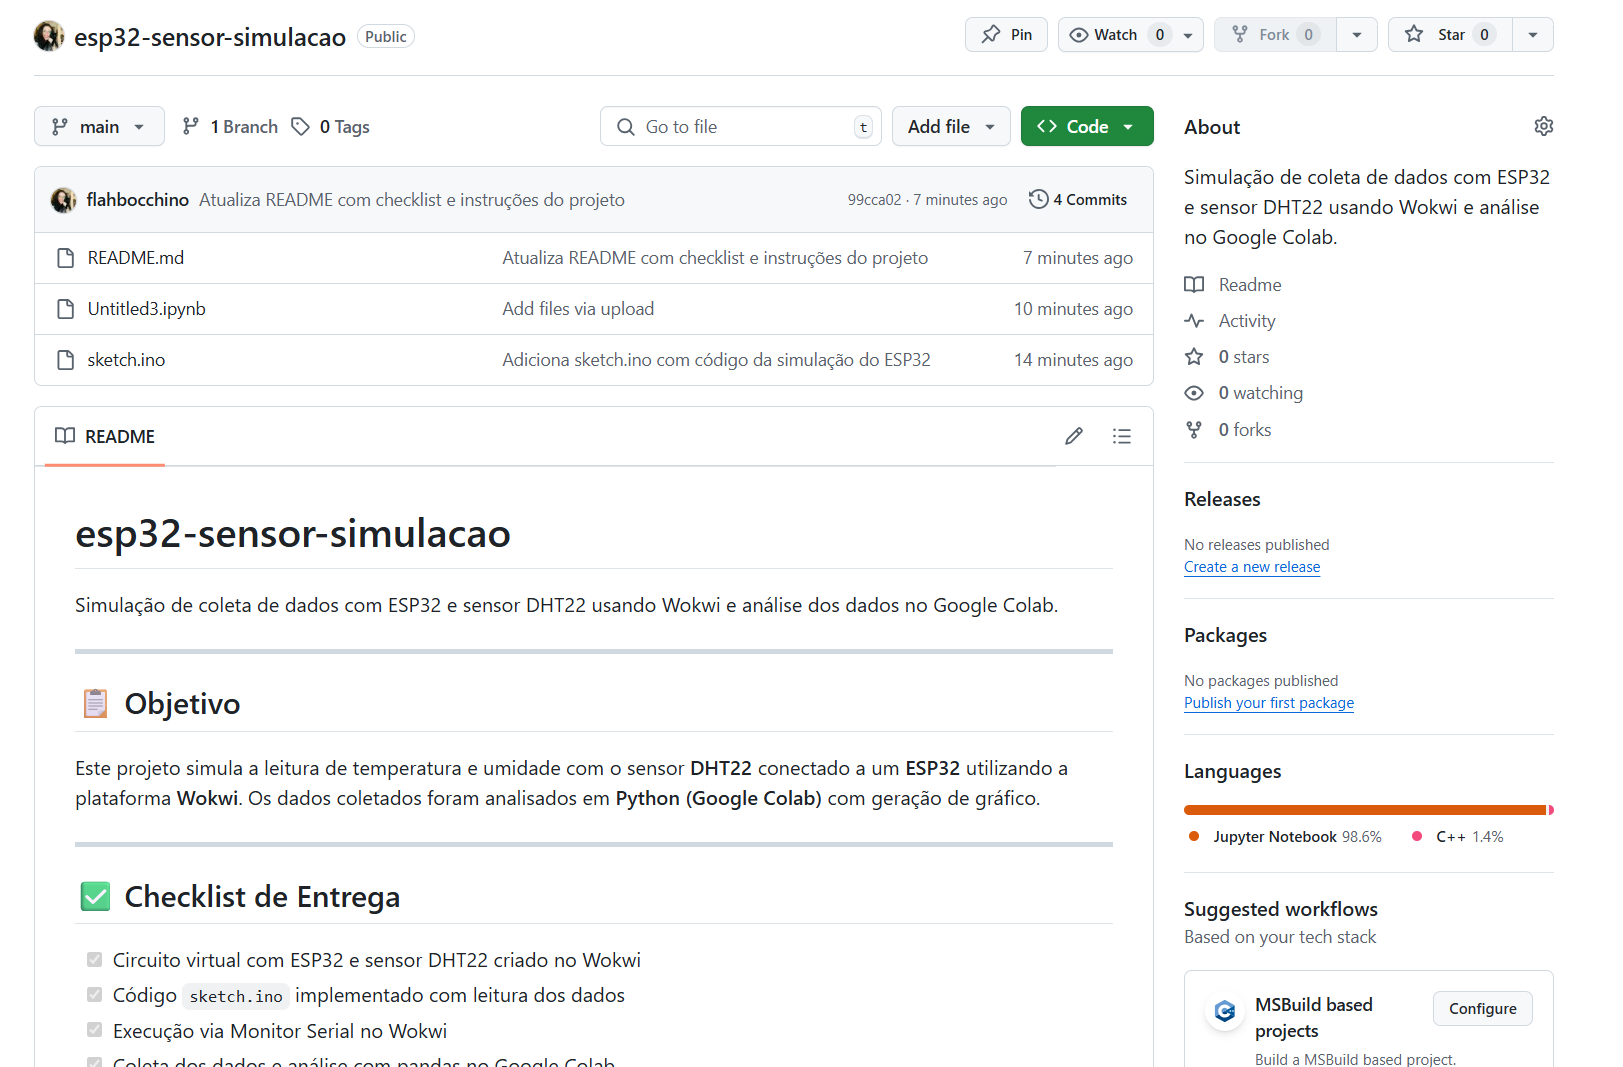 esp32-sensor-simulacao Public
Pin
Watch 0
Fork 0
Star 0
main
1 Branch
0 Tags
Go to file t
Add file
Code
flahbocchino Atualiza README com checklist e instruções do projeto 99cca02 · 7 minutes ago 4 Commits
README.md Atualiza README com checklist e instruções do projeto 7 minutes ago
Untitled3.ipynb Add files via upload 10 minutes ago
sketch.ino Adiciona sketch.ino com código da simulação do ESP32 14 minutes ago
README
esp32-sensor-simulacao
Simulação de coleta de dados com ESP32 e sensor DHT22 usando Wokwi e análise dos dados no Google Colab.
Objetivo
Este projeto simula a leitura de temperatura e umidade com o sensor DHT22 conectado a um ESP32 utilizando a
plataforma Wokwi. Os dados coletados foram analisados em Python (Google Colab) com geração de gráfico.
Checklist de Entrega
Circuito virtual com ESP32 e sensor DHT22 criado no Wokwi
Código sketch.ino implementado com leitura dos dados
Execução via Monitor Serial no Wokwi
Coleta dos dados e análise com pandas no Google Colab
About
Simulação de coleta de dados com ESP32
e sensor DHT22 usando Wokwi e análise
no Google Colab.
Readme
Activity
0 stars
0 watching
0 forks
Releases
No releases published
Create a new release
Packages
No packages published
Publish your first package
Languages
Jupyter Notebook 98.6% C++ 1.4%
Suggested workflows
Based on your tech stack
MSBuild based
projects
Configure
Build a MSBuild based project.